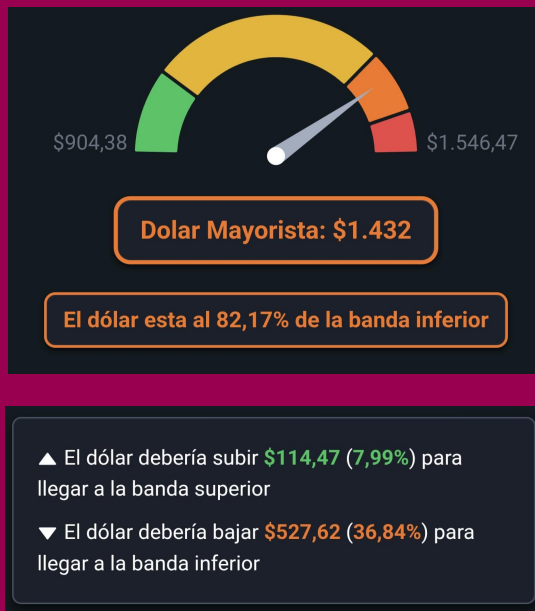 $904,38
$1.546,47
Dolar Mayorista: $1.432
El dólar esta al 82,17% de la banda inferior
▲ El dólar debería subir $114,47 (7,99%) para
llegar a la banda superior
▼ El dólar debería bajar $527,62 (36,84%) para
llegar a la banda inferior